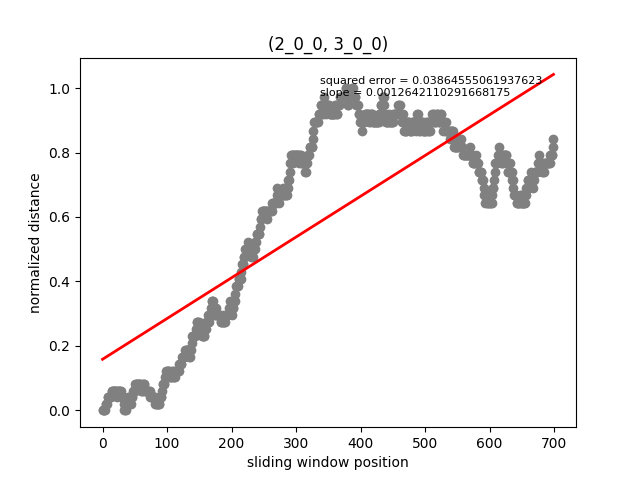 (2_0_0, 3_0_0)
squared error = 0.03864555061937623
slope = 0.0012642110291668175
1.0
0.8
0.6
0.4
0.2
0.0
normalized distance
0 100 200 300 400 500 600 700
sliding window position